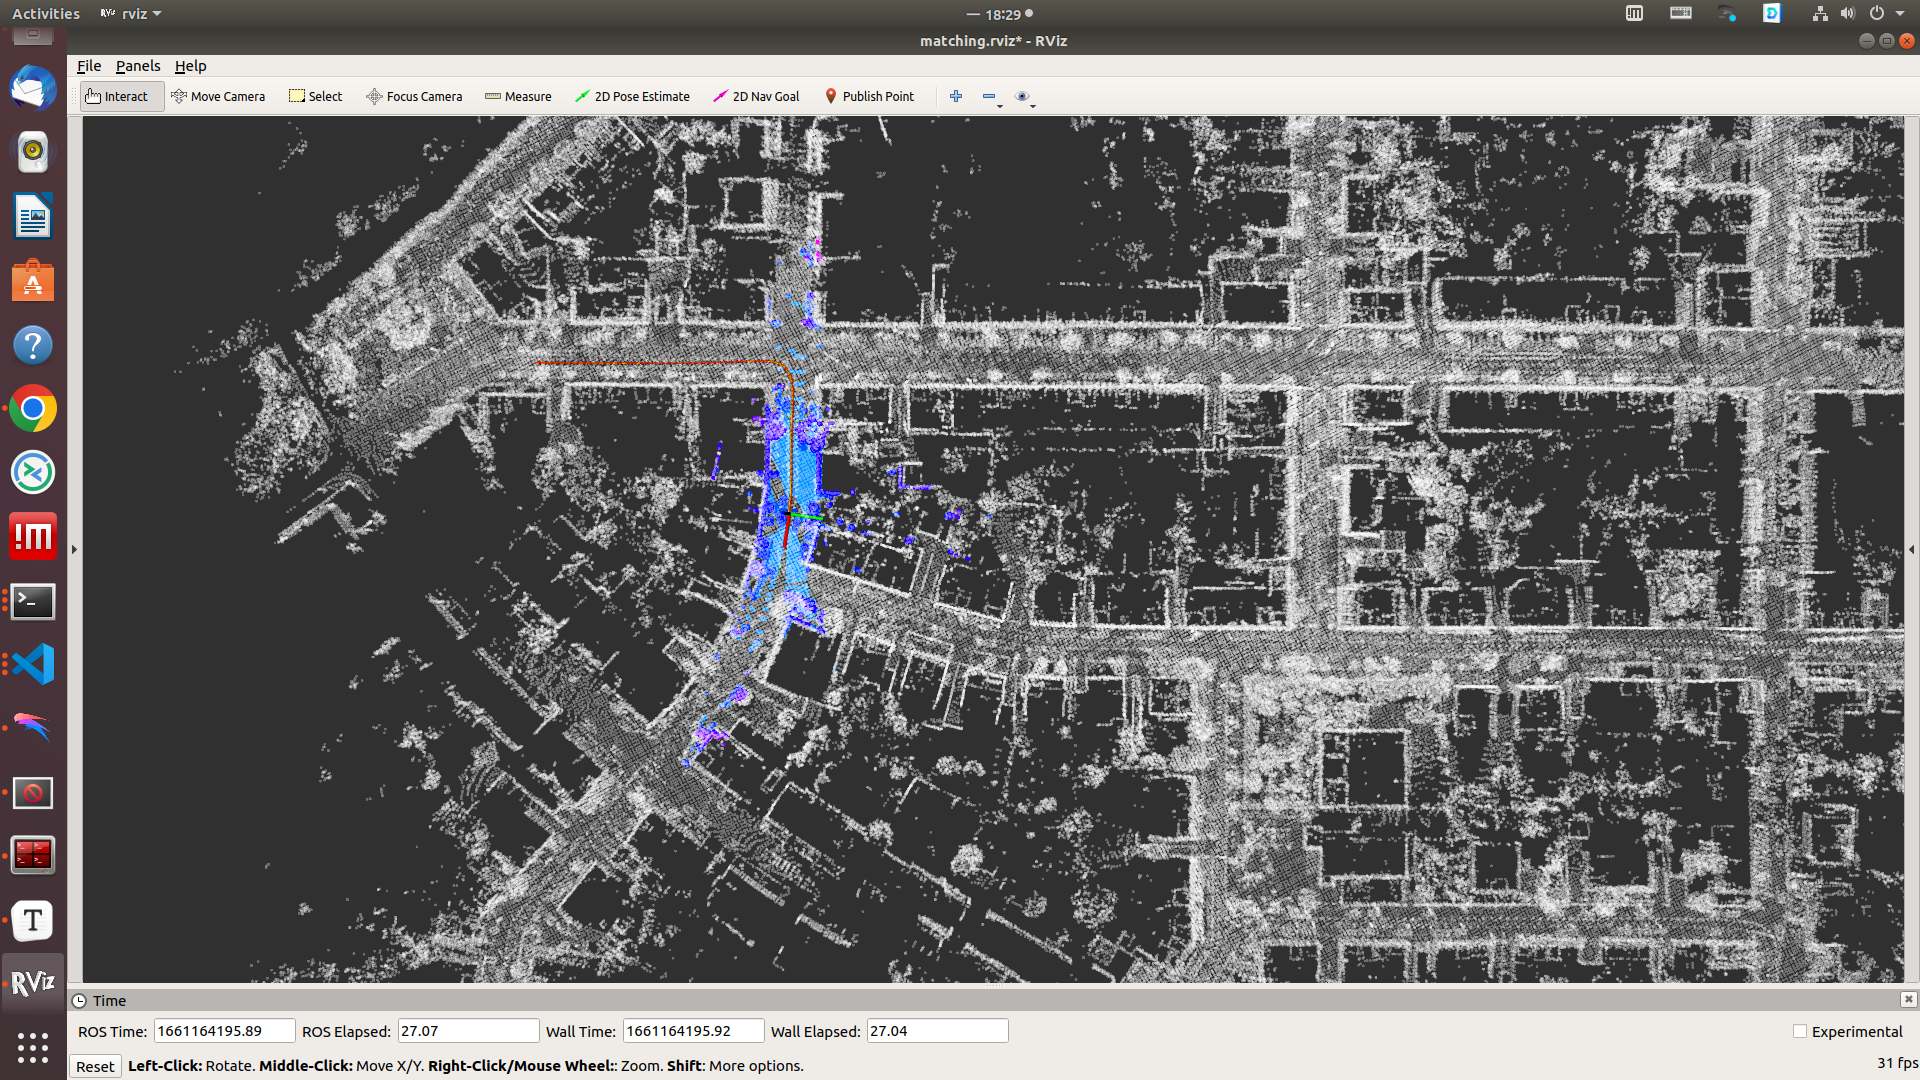 Activities RViz rviz — 18:29
matching.rviz* - RViz
File Panels Help
Interact Move Camera Select Focus Camera Measure 2D Pose Estimate 2D Nav Goal Publish Point
Time
ROS Time: 1661164195.89 ROS Elapsed: 27.07 Wall Time: 1661164195.92 Wall Elapsed: 27.04 Experimental
Reset Left-Click: Rotate. Middle-Click: Move X/Y. Right-Click/Mouse Wheel:: Zoom. Shift: More options. 31 fps
A
?
!m
>_
T
RViz